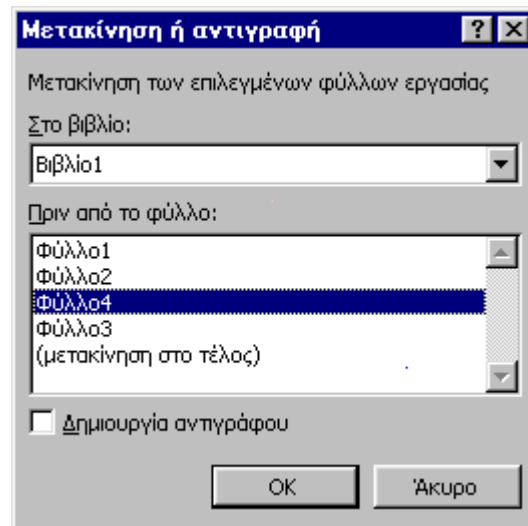 Μετακίνηση ή αντιγραφή
Μετακίνηση των επιλεγμένων φύλλων εργασίας
Στο βιβλίο:
Βιβλίο1
Πριν από το φύλλο:
Φύλλο1
Φύλλο2
Φύλλο4
Φύλλο3
(μετακίνηση στο τέλος)
Δημιουργία αντιγράφου
OK Άκυρο